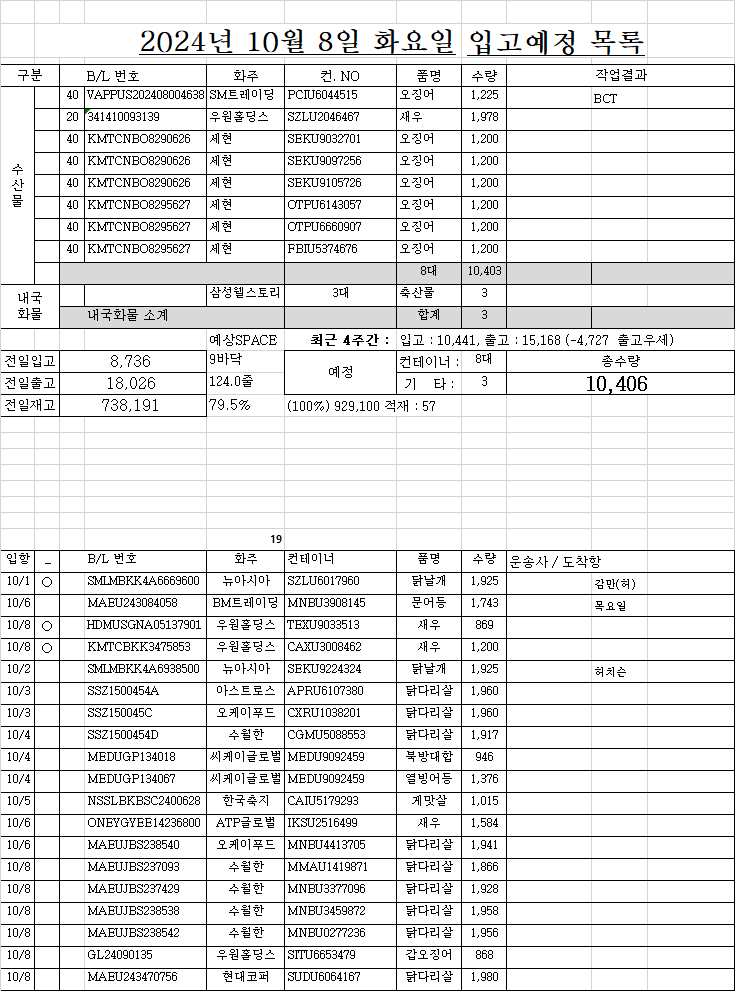 2024년 10월 8일 화요일 입고예정 목록
구분 B/L 번호 화주 컨. NO 품명 수량 작업결과
수산물
40 VAPPUS202408004638 SM트레이딩 PCIU6044515 오징어 1,225 BCT
20 341410093139 우원홀딩스 SZLU2046467 새우 1,978
40 KMTCNBO8290626 세현 SEKU9032701 오징어 1,200
40 KMTCNBO8290626 세현 SEKU9097256 오징어 1,200
40 KMTCNBO8290626 세현 SEKU9105726 오징어 1,200
40 KMTCNBO8295627 세현 OTPU6143057 오징어 1,200
40 KMTCNBO8295627 세현 OTPU6660907 오징어 1,200
40 KMTCNBO8295627 세현 FBIU5374676 오징어 1,200
8대 10,403
내국화물 삼성웰스토리 3대 축산물 3
내국화물 소계 합계 3
예상SPACE 최근 4주간 : 입고 : 10,441, 출고 : 15,168 (-4,727 출고우세)
전일입고 8,736 9바닥 예정 컨테이너 : 8대 총수량
전일출고 18,026 124.0줄 기 타 : 3 10,406
전일재고 738,191 79.5% (100%) 929,100 적재 : 57
19
입항 _ B/L 번호 화주 컨테이너 품명 수량 운송사 / 도착항
10/1 ○ SMLMBKK4A6669600 뉴아시아 SZLU6017960 닭날개 1,925 감만(허)
10/6 MAEU243084058 BM트레이딩 MNBU3908145 문어등 1,743 목요일
10/8 ○ HDMUSGNA05137901 우원홀딩스 TEXU9033513 새우 869
10/8 ○ KMTCBKK3475853 우원홀딩스 CAXU3008462 새우 1,200
10/2 SMLMBKK4A6938500 뉴아시아 SEKU9224324 닭날개 1,925 허치슨
10/3 SSZ1500454A 아스트로스 APRU6107380 닭다리살 1,960
10/3 SSZ150045C 오케이푸드 CXRU1038201 닭다리살 1,960
10/4 SSZ1500454D 수월한 CGMU5088553 닭다리살 1,917
10/4 MEDUGP134018 씨케이글로벌 MEDU9092459 북방대합 946
10/4 MEDUGP134067 씨케이글로벌 MEDU9092459 열빙어등 1,376
10/5 NSSLBKBSC2400628 한국축지 CAIU5179293 게맛살 1,015
10/6 ONEYGYEE14236800 ATP글로벌 IKSU2516499 새우 1,584
10/6 MAEUJBS238540 오케이푸드 MNBU4413705 닭다리살 1,941
10/8 MAEUJBS237093 수월한 MMAU1419871 닭다리살 1,866
10/8 MAEUJBS237429 수월한 MNBU3377096 닭다리살 1,928
10/8 MAEUJBS238538 수월한 MNBU3459872 닭다리살 1,958
10/8 MAEUJBS238542 수월한 MNBU0277236 닭다리살 1,956
10/8 GL24090135 우원홀딩스 SITU6653479 갑오징어 868
10/8 MAEU243470756 현대코퍼 SUDU6064167 닭다리살 1,980